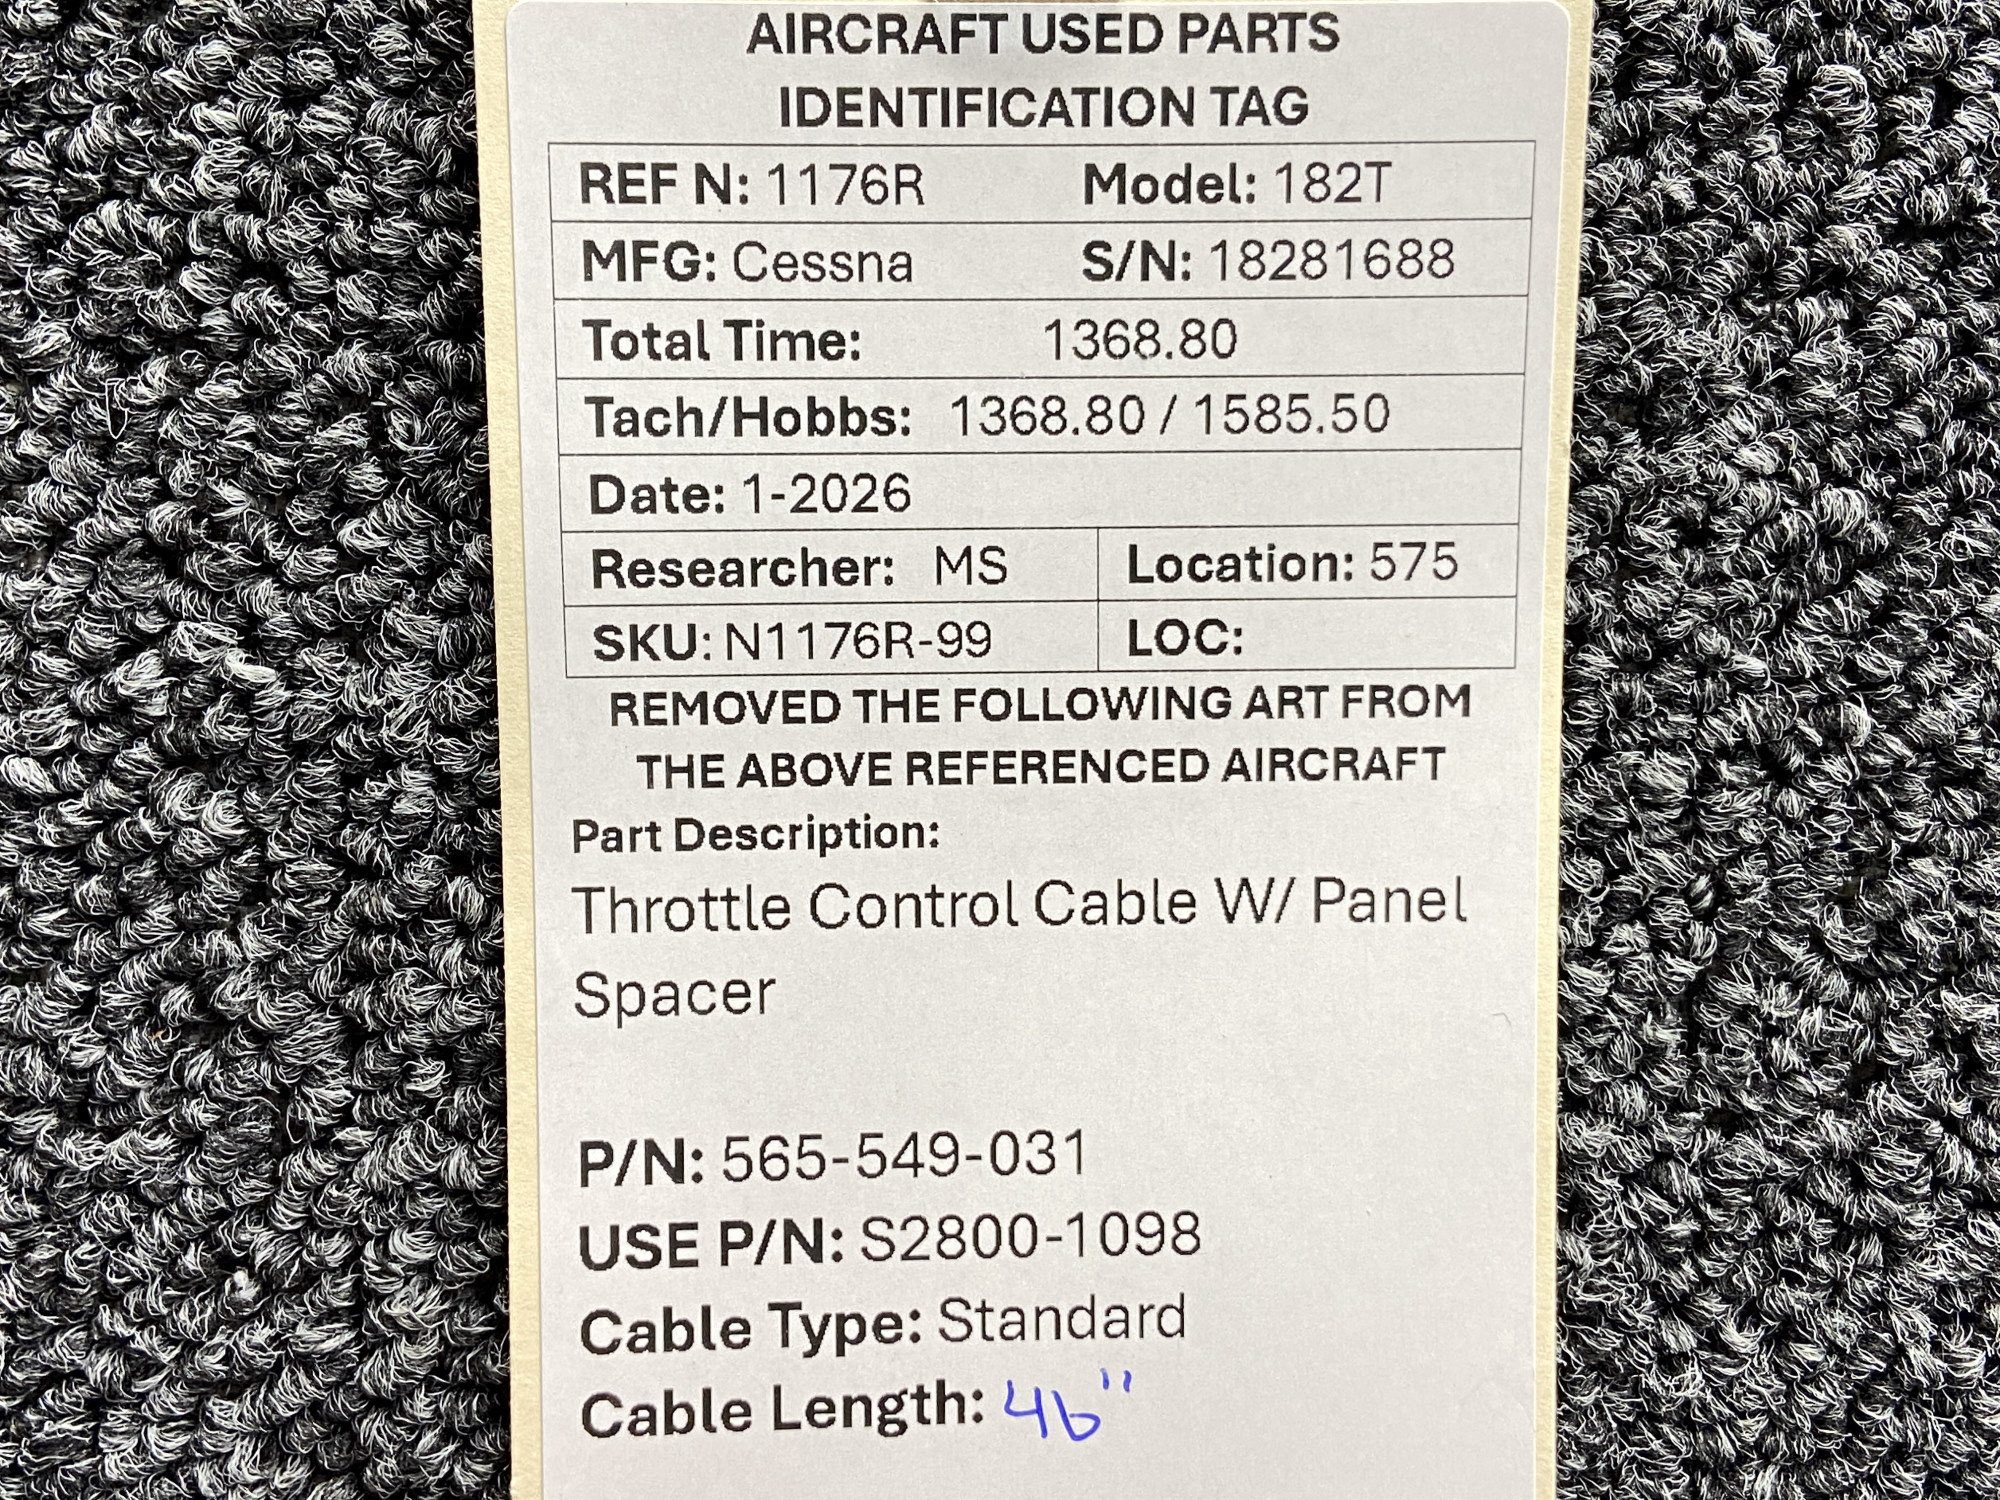 AIRCRAFT USED PARTS
IDENTIFICATION TAG
REF N: 1176R Model: 182T
MFG: Cessna S/N: 18281688
Total Time: 1368.80
Tach/Hobbs: 1368.80 / 1585.50
Date: 1-2026
Researcher: MS Location: 575
SKU: N1176R-99 LOC:
REMOVED THE FOLLOWING ART FROM
THE ABOVE REFERENCED AIRCRAFT
Part Description:
Throttle Control Cable W/ Panel
Spacer
P/N: 565-549-031
USE P/N: S2800-1098
Cable Type: Standard
Cable Length: 46"